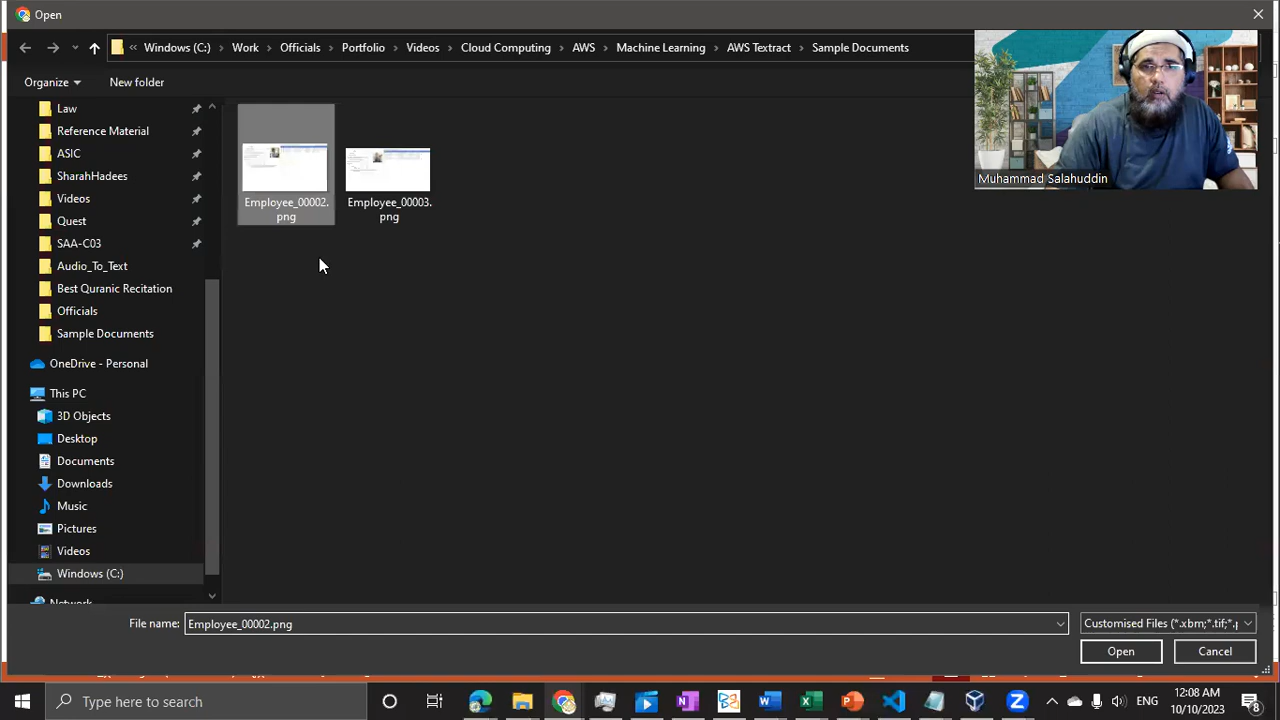 Open
Windows (C:) > Work > Officials > Portfolio > Videos > Cloud Computing > AWS > Machine Learning > AWS Textract > Sample Documents
Organize
New folder
Law
Reference Material
ASIC
SharahHadees
Videos
Quest
SAA-C03
Audio_To_Text
Best Quranic Recitation
Officials
Sample Documents
OneDrive - Personal
This PC
3D Objects
Desktop
Documents
Downloads
Music
Pictures
Videos
Windows (C:)
Network
Employee_00002.
png
Employee_00003.
png
Muhammad Salahuddin
File name:
Employee_00002.png
Customised Files (*.xbm;*.tif;*.p
Open
Cancel
Type here to search
ENG
12:08 AM
10/10/2023
8